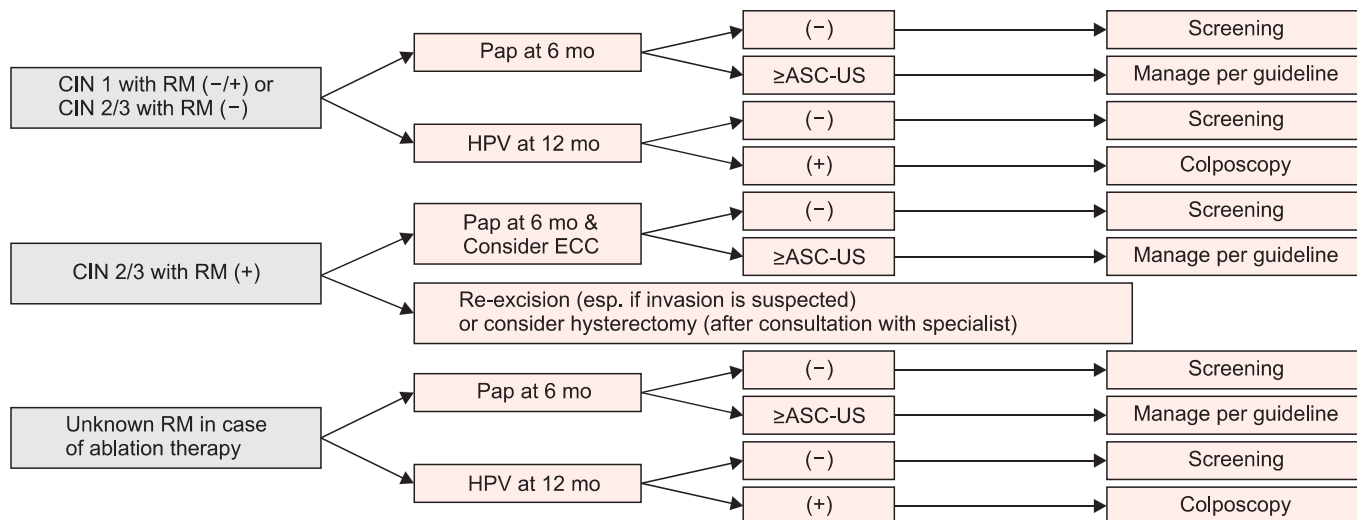 CIN 1 with RM (−/+) or
CIN 2/3 with RM (−)
Pap at 6 mo
(−)
Screening
≥ASC-US
Manage per guideline
HPV at 12 mo
(−)
Screening
(+)
Colposcopy
CIN 2/3 with RM (+)
Pap at 6 mo &
Consider ECC
(−)
Screening
≥ASC-US
Manage per guideline
Re-excision (esp. if invasion is suspected)
or consider hysterectomy (after consultation with specialist)
Unknown RM in case
of ablation therapy
Pap at 6 mo
(−)
Screening
≥ASC-US
Manage per guideline
HPV at 12 mo
(−)
Screening
(+)
Colposcopy